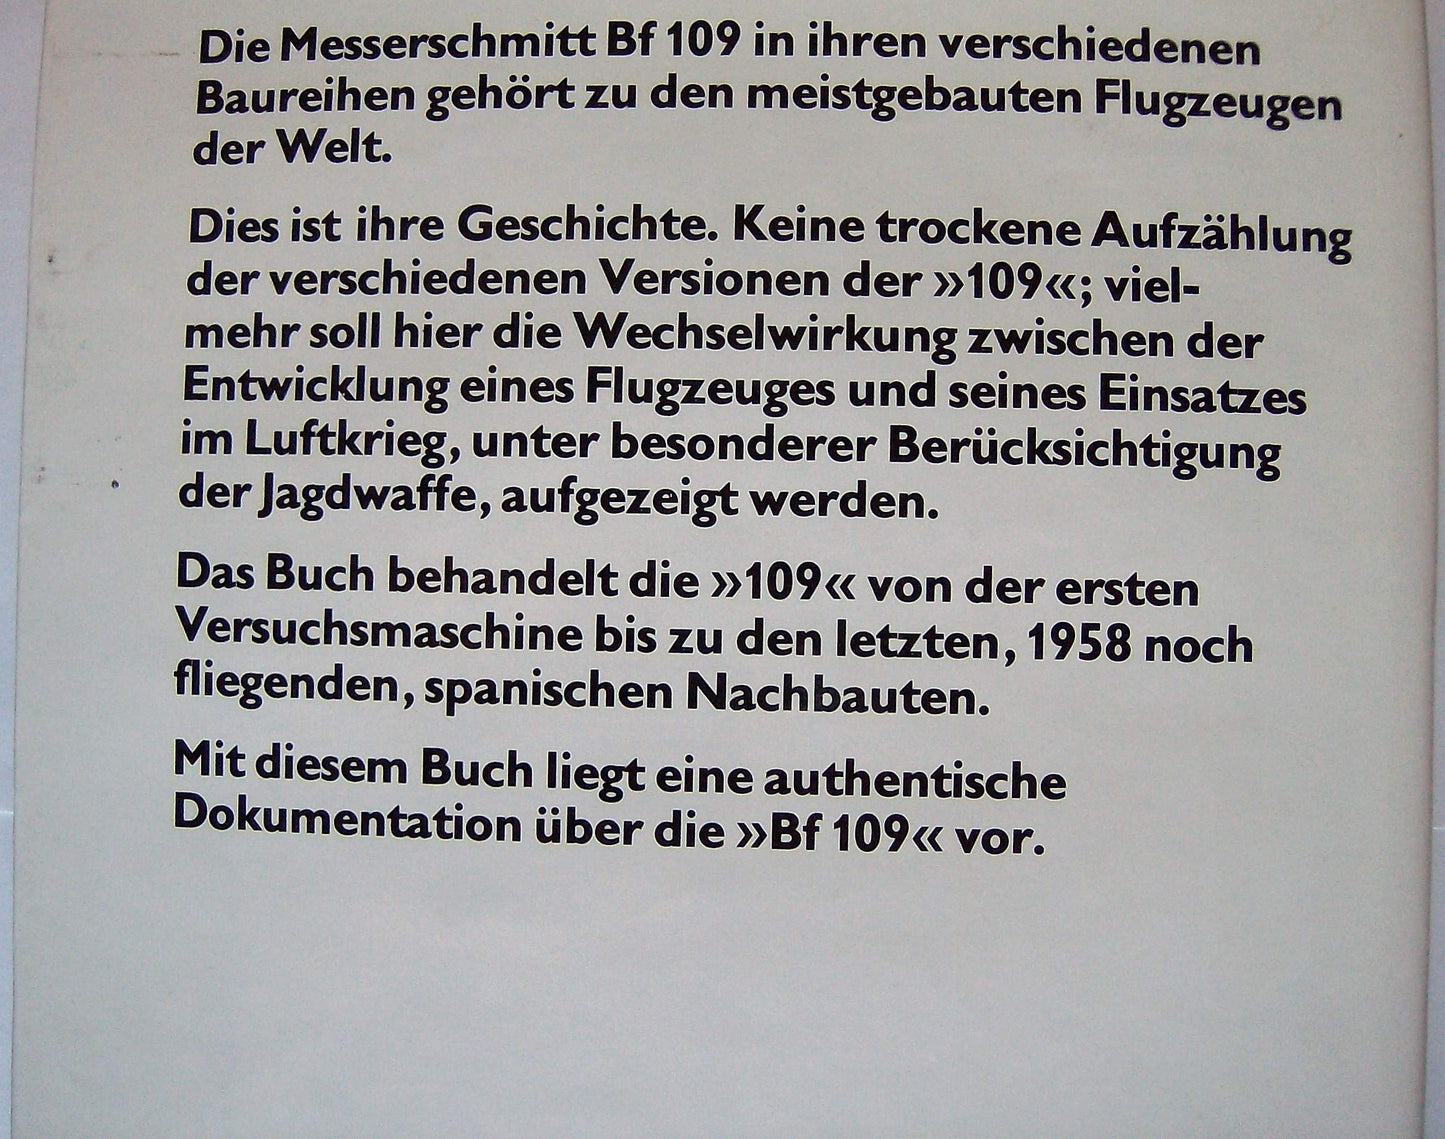 Die Messerschmitt Bf 109 in ihren verschiedenen
Baureihen gehört zu den meistgebauten Flugzeugen
der Welt.
Dies ist ihre Geschichte. Keine trockene Aufzählung
der verschiedenen Versionen der »109«; viel-
mehr soll hier die Wechselwirkung zwischen der
Entwicklung eines Flugzeuges und seines Einsatzes
im Luftkrieg, unter besonderer Berücksichtigung
der Jagdwaffe, aufgezeigt werden.
Das Buch behandelt die »109« von der ersten
Versuchsmaschine bis zu den letzten, 1958 noch
fliegenden, spanischen Nachbauten.
Mit diesem Buch liegt eine authentische
Dokumentation über die »Bf 109« vor.